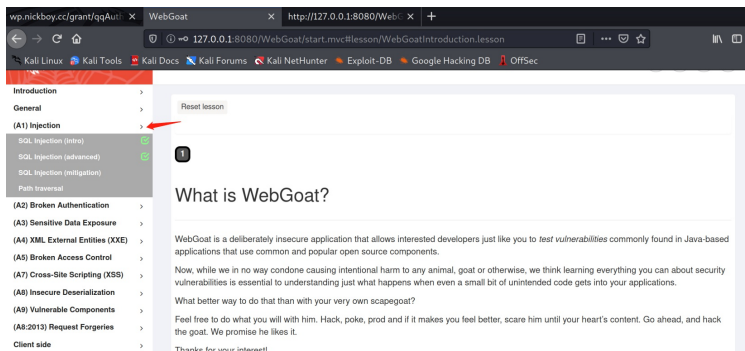 wp.nickboy.cc/grant/qqAuth
WebGoat
http://127.0.0.1:8080/WebG
127.0.0.1:8080/WebGoat/start.mvc#lesson/WebGoatIntroduction.lesson
Kali Linux Kali Tools Kali Docs Kali Forums Kali NetHunter Exploit-DB Google Hacking DB OffSec
Introduction
General
(A1) Injection
SQL Injection (intro)
SQL Injection (advanced)
SQL Injection (mitigation)
Path traversal
(A2) Broken Authentication
(A3) Sensitive Data Exposure
(A4) XML External Entities (XXE)
(A5) Broken Access Control
(A7) Cross-Site Scripting (XSS)
(A8) Insecure Deserialization
(A9) Vulnerable Components
(A8:2013) Request Forgeries
Client side
Reset lesson
1
What is WebGoat?
WebGoat is a deliberately insecure application that allows interested developers just like you to test vulnerabilities commonly found in Java-based
applications that use common and popular open source components.
Now, while we in no way condone causing intentional harm to any animal, goat or otherwise, we think learning everything you can about security
vulnerabilities is essential to understanding just what happens when even a small bit of unintended code gets into your applications.
What better way to do that than with your very own scapegoat?
Feel free to do what you will with him. Hack, poke, prod and if it makes you feel better, scare him until your heart's content. Go ahead, and hack
the goat. We promise he likes it.
Thanks for your interest!